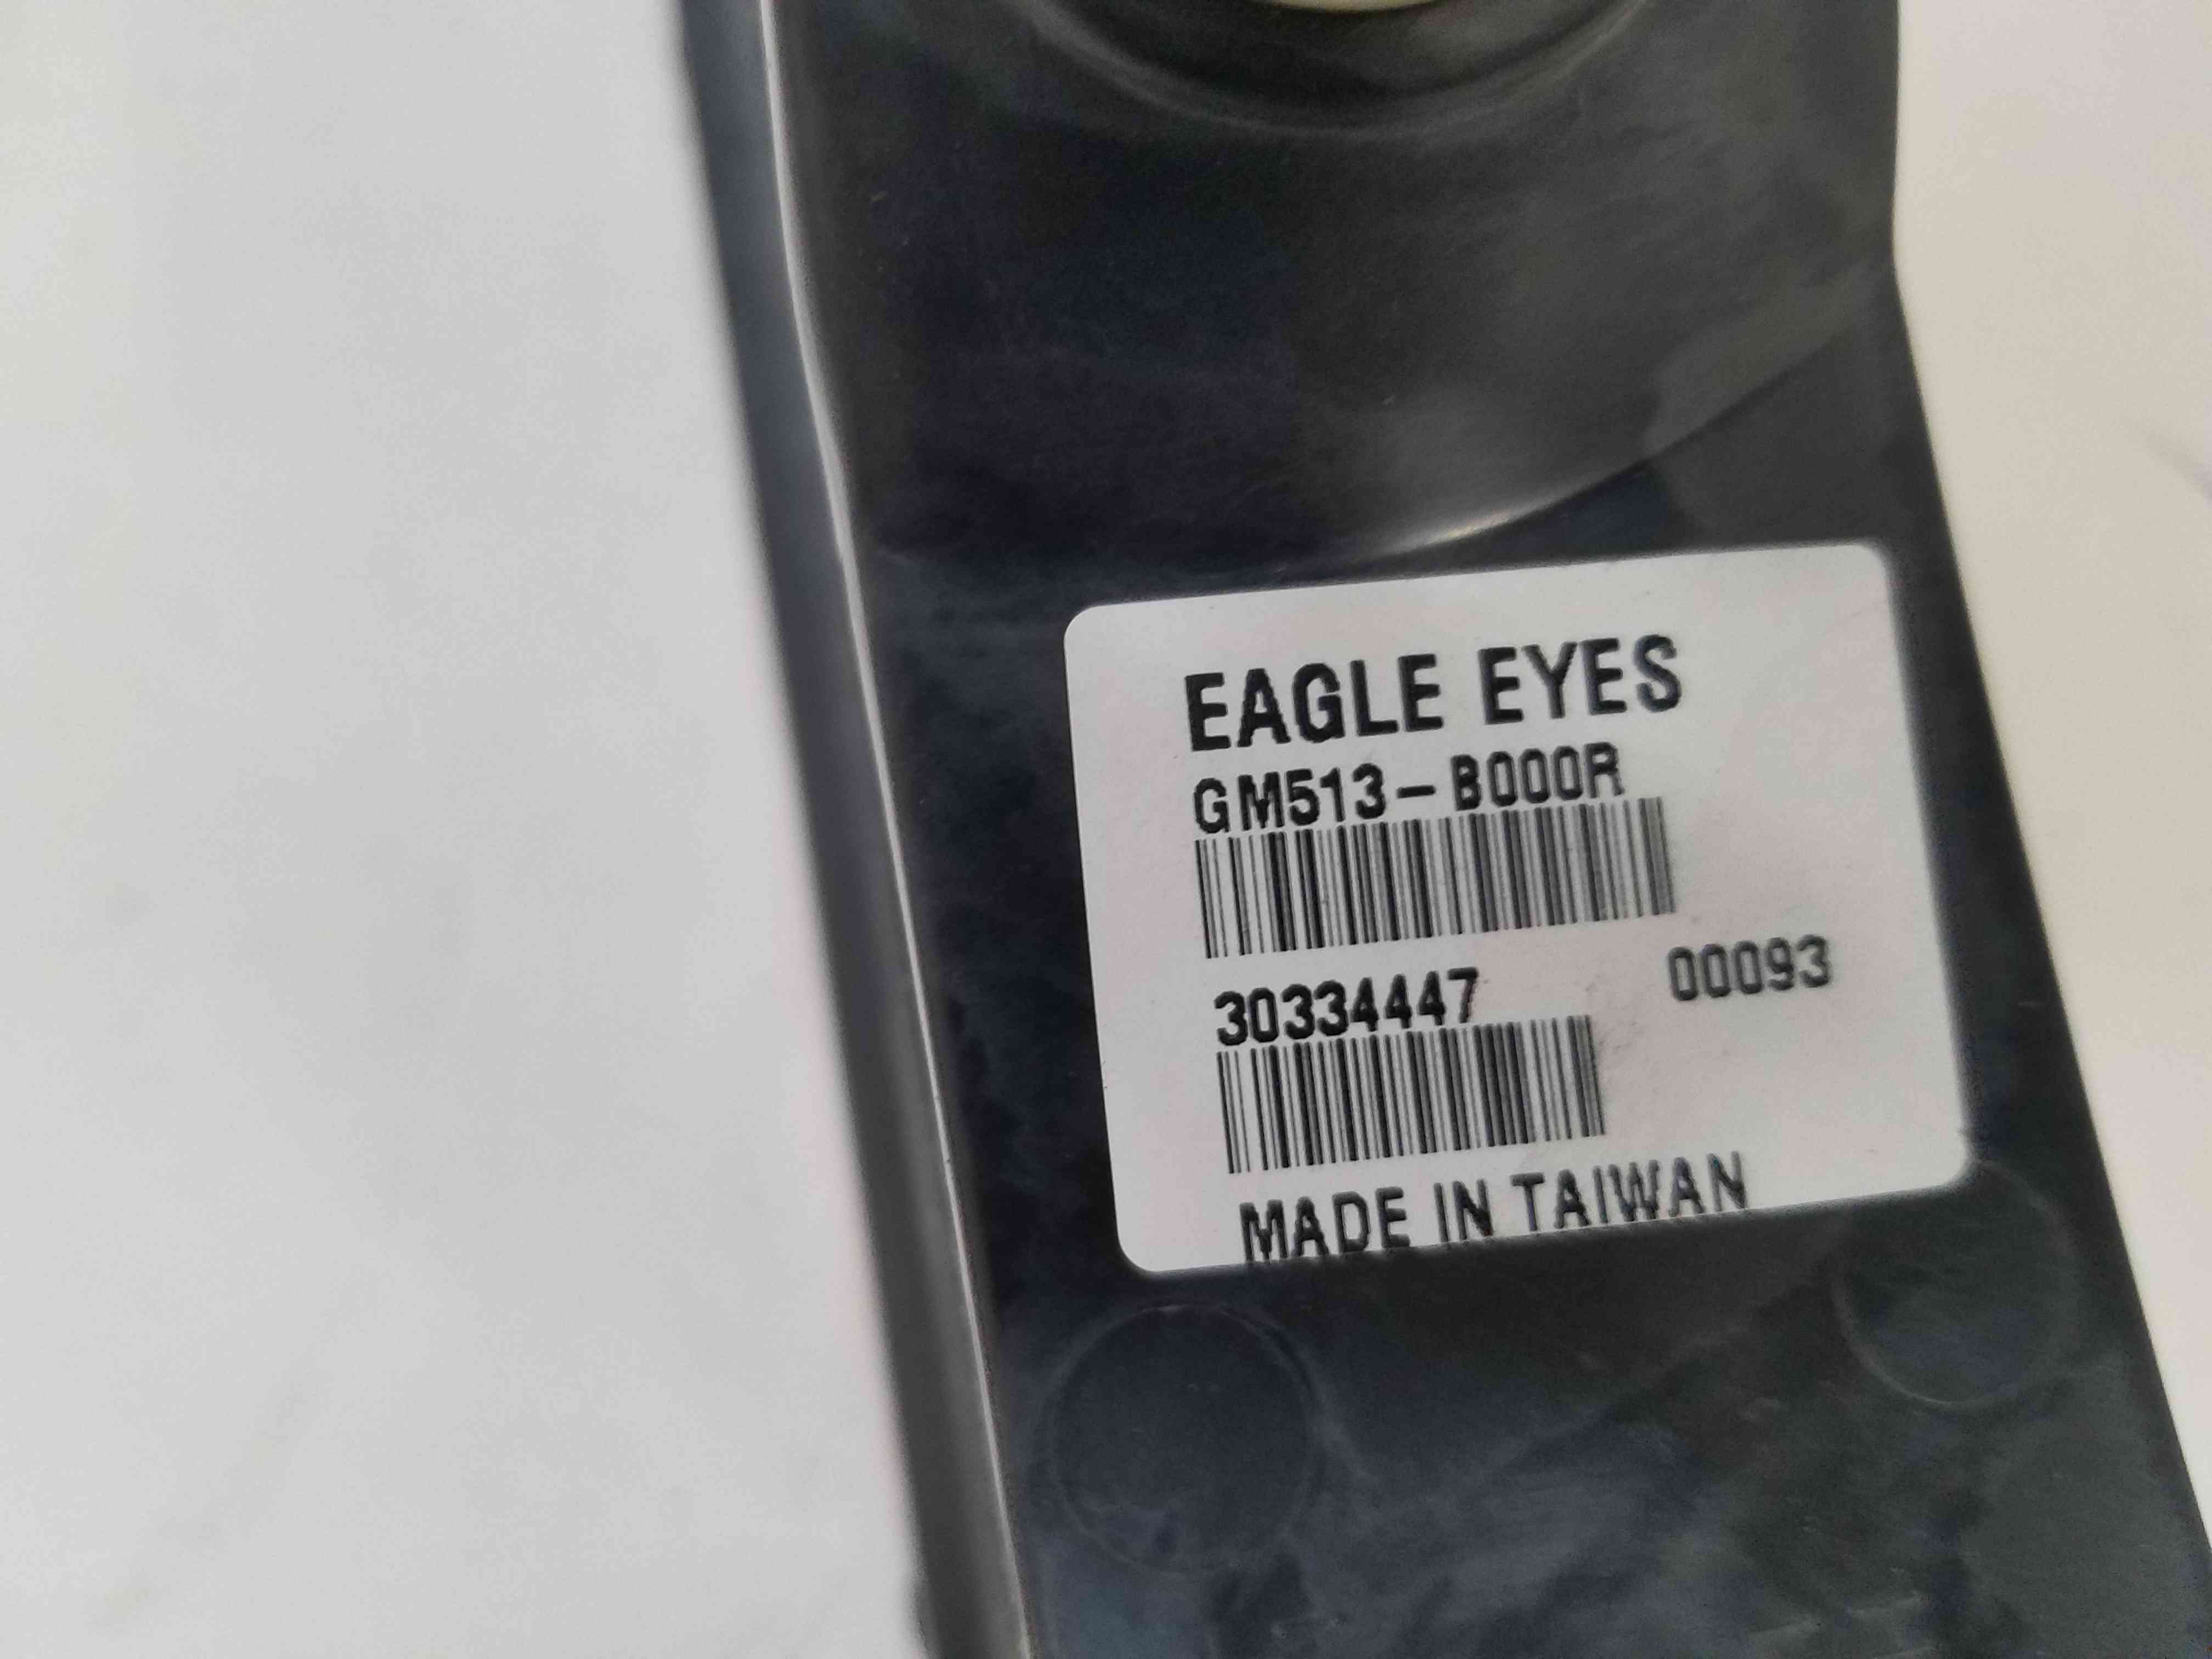 EAGLE EYES
GM513-B000R
30334447 00093
MADE IN TAIWAN